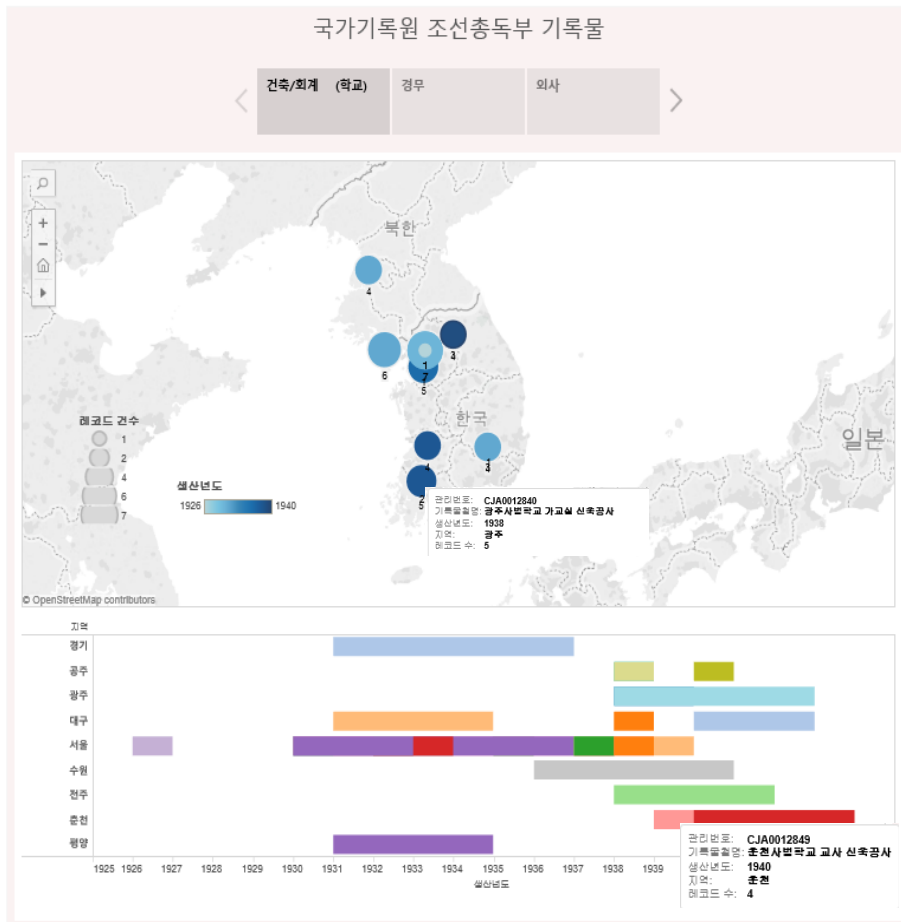 국가기록원 조선총독부 기록물
건축/회계 (학교)
경무
외사
북한
4
3
6
1
7
5
한국
일본
4
1
3
2
5
레코드 건수
1
2
4
6
7
생산년도
1926
1940
관리번호: CJA0012840
기록물철명: 광주사범학교 가교실 신축공사
생산년도: 1938
지역: 광주
레코드 수: 5
© OpenStreetMap contributors
지역
경기
공주
광주
대구
서울
수원
전주
춘천
평양
1925 1926 1927 1928 1929 1930 1931 1932 1933 1934 1935 1936 1937 1938 1939
생산년도
관리번호: CJA0012849
기록물철명: 춘천사범학교 교사 신축공사
생산년도: 1940
지역: 춘천
레코드 수: 4